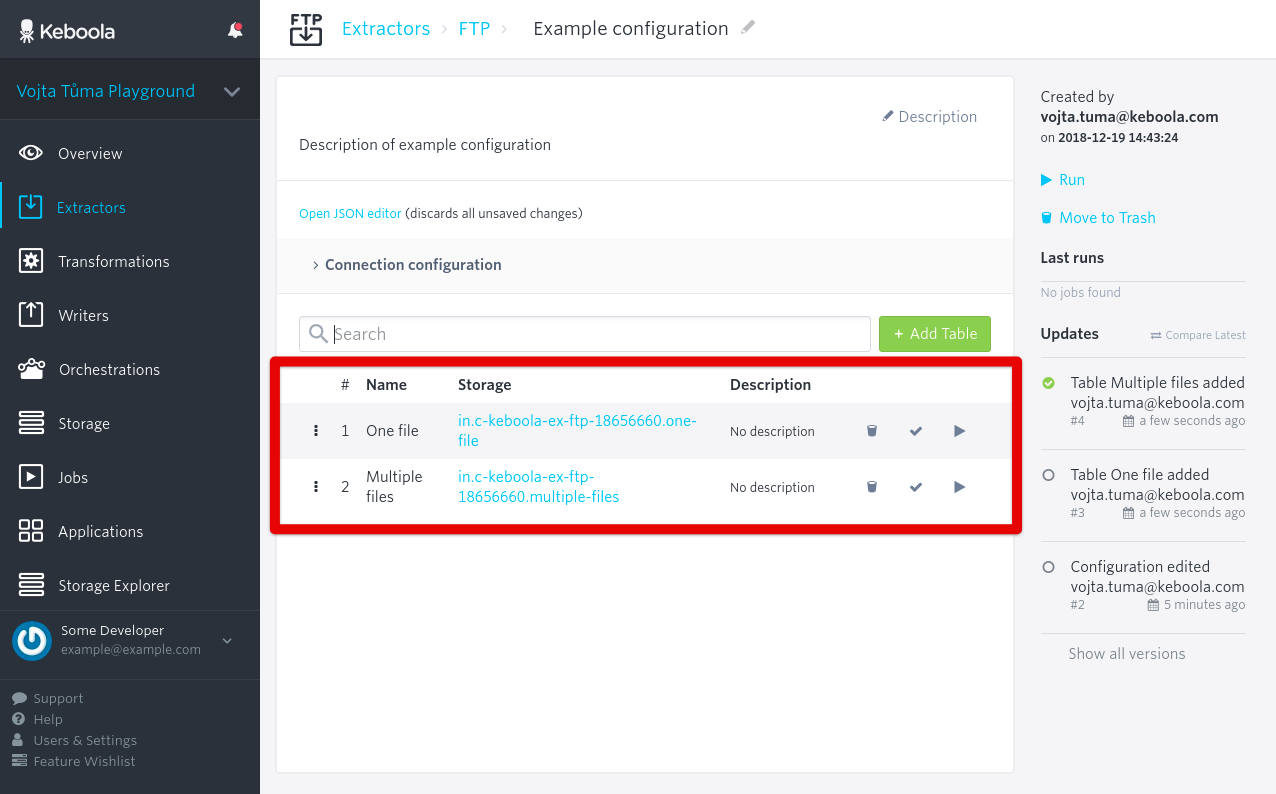 Keboola
Vojta Tůma Playground
Overview
Extractors
Transformations
Writers
Orchestrations
Storage
Jobs
Applications
Storage Explorer
Some Developer
example@example.com
Support
Help
Users & Settings
Feature Wishlist
FTP
Extractors › FTP › Example configuration
Description
Description of example configuration
Open JSON editor (discards all unsaved changes)
› Connection configuration
Search
+ Add Table
# Name Storage Description
1 One file in.c-keboola-ex-ftp-18656660.one-
file
No description
2 Multiple
files
in.c-keboola-ex-ftp-
18656660.multiple-files
No description
Created by
vojta.tuma@keboola.com
on 2018-12-19 14:43:24
Run
Move to Trash
Last runs
No jobs found
Updates Compare Latest
Table Multiple files added
vojta.tuma@keboola.com
#4 a few seconds ago
Table One file added
vojta.tuma@keboola.com
#3 a few seconds ago
Configuration edited
vojta.tuma@keboola.com
#2 5 minutes ago
Show all versions